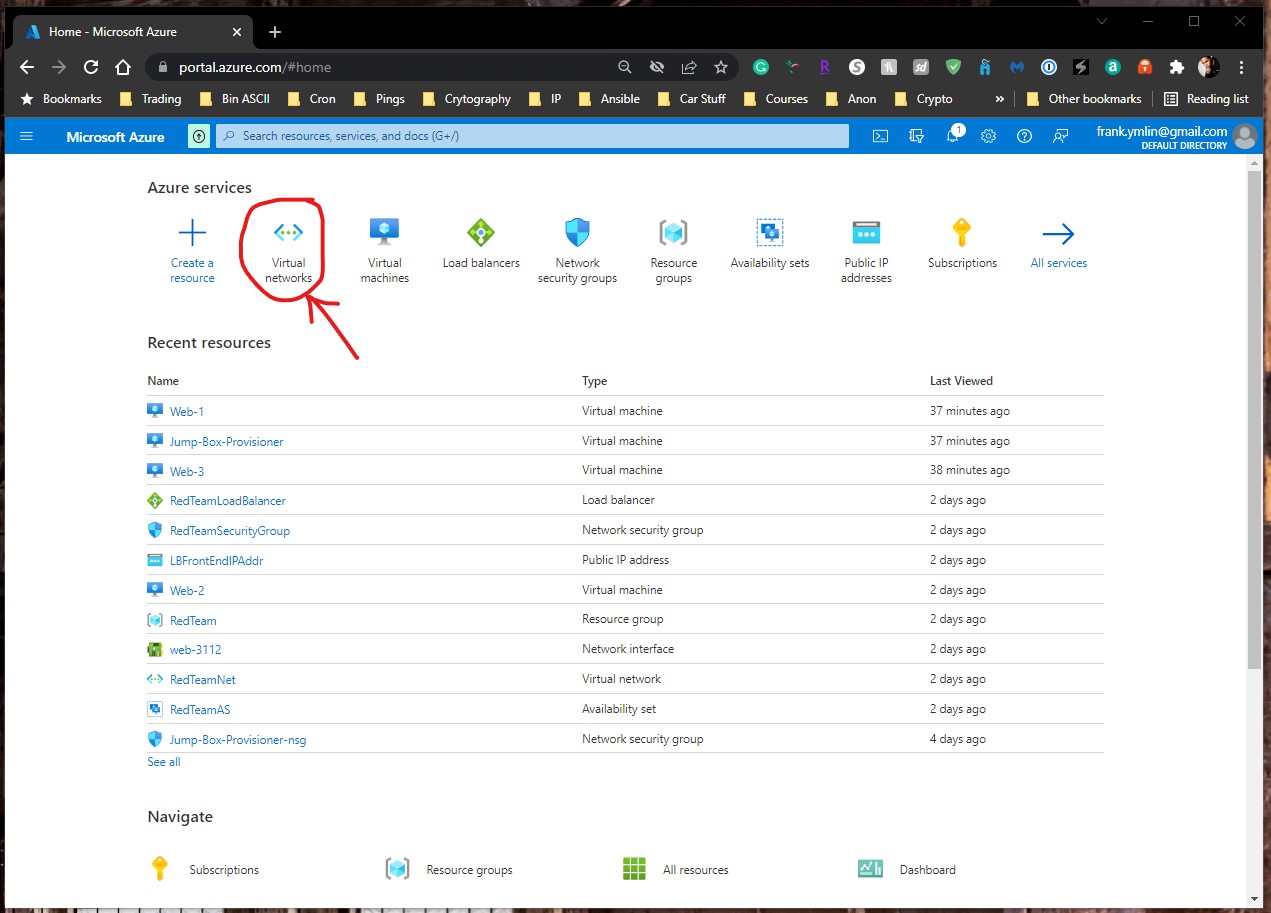 Home - Microsoft Azure
portal.azure.com/#home
Bookmarks Trading Bin ASCII Cron Pings Crytography IP Ansible Car Stuff Courses Anon Crypto » Other bookmarks Reading list
Microsoft Azure Search resources, services, and docs (G+/) 1 frank.ymlin@gmail.com
DEFAULT DIRECTORY
Azure services
Create a resource
Virtual networks
Virtual machines
Load balancers
Network security groups
Resource groups
Availability sets
Public IP addresses
Subscriptions
All services
Recent resources
Name Type Last Viewed
Web-1 Virtual machine 37 minutes ago
Jump-Box-Provisioner Virtual machine 37 minutes ago
Web-3 Virtual machine 38 minutes ago
RedTeamLoadBalancer Load balancer 2 days ago
RedTeamSecurityGroup Network security group 2 days ago
LBFrontEndIPAddr Public IP address 2 days ago
Web-2 Virtual machine 2 days ago
RedTeam Resource group 2 days ago
web-3112 Network interface 2 days ago
RedTeamNet Virtual network 2 days ago
RedTeamAS Availability set 2 days ago
Jump-Box-Provisioner-nsg Network security group 4 days ago
See all
Navigate
Subscriptions Resource groups All resources Dashboard